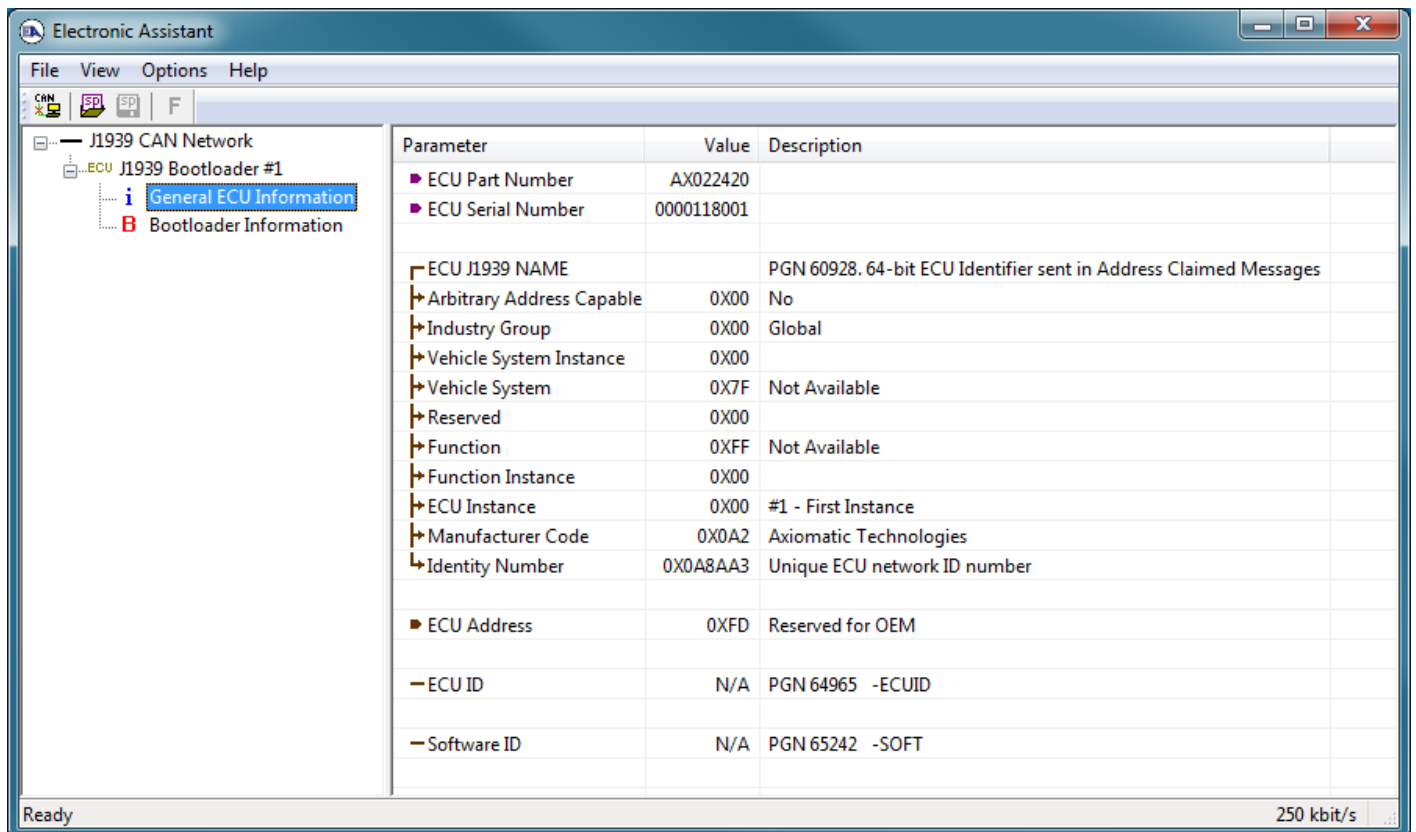 EA Electronic Assistant
File View Options Help
CAN SP SP F
J1939 CAN Network
ECU J1939 Bootloader #1
i General ECU Information
B Bootloader Information
Parameter Value Description
ECU Part Number AX022420
ECU Serial Number 0000118001
ECU J1939 NAME PGN 60928. 64-bit ECU Identifier sent in Address Claimed Messages
Arbitrary Address Capable 0X00 No
Industry Group 0X00 Global
Vehicle System Instance 0X00
Vehicle System 0X7F Not Available
Reserved 0X00
Function 0XFF Not Available
Function Instance 0X00
ECU Instance 0X00 #1 - First Instance
Manufacturer Code 0X0A2 Axiomatic Technologies
Identity Number 0X0A8AA3 Unique ECU network ID number
ECU Address 0XFD Reserved for OEM
ECU ID N/A PGN 64965 -ECUID
Software ID N/A PGN 65242 -SOFT
Ready 250 kbit/s